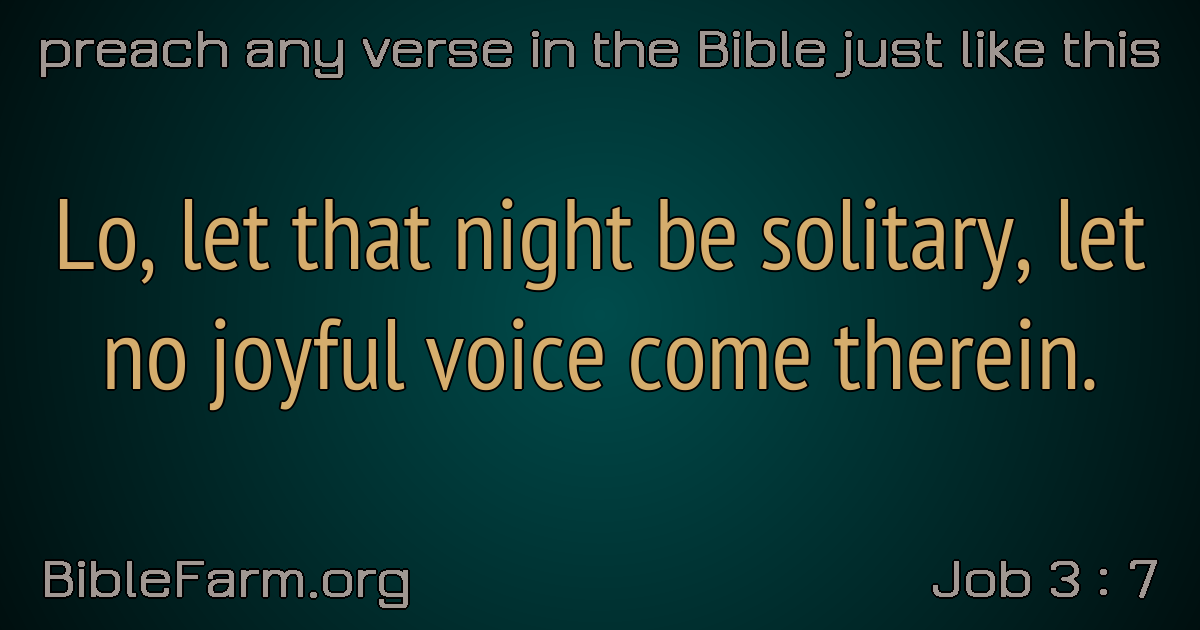 preach any verse in the Bible just like this
Lo, let that night be solitary, let
no joyful voice come therein.
BibleFarm.org
Job 3 : 7